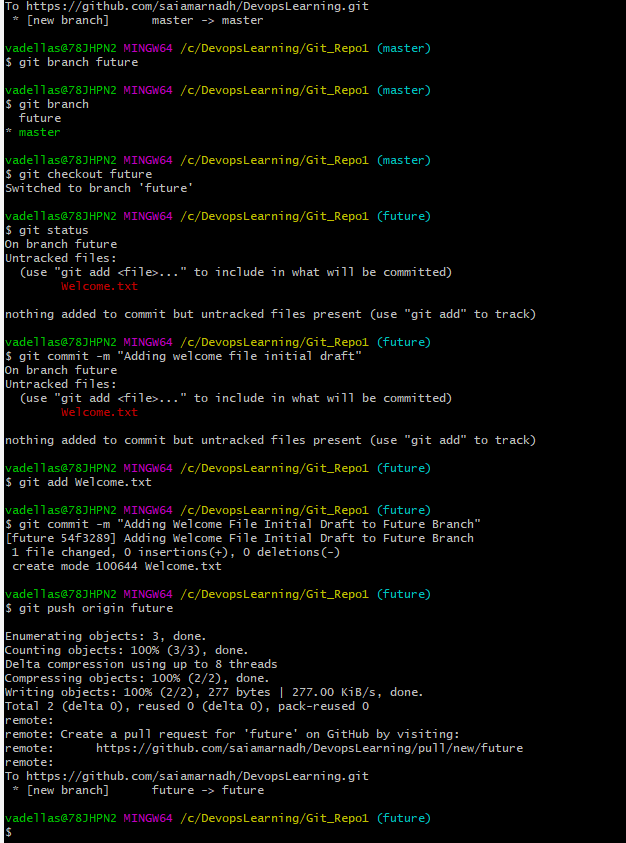 To https://github.com/saiamarnadh/DevopsLearning.git
 * [new branch]      master -> master
vadellas@78JHPN2 MINGW64 /c/DevopsLearning/Git_Repo1 (master)
$ git branch future
vadellas@78JHPN2 MINGW64 /c/DevopsLearning/Git_Repo1 (master)
$ git branch
  future
* master
vadellas@78JHPN2 MINGW64 /c/DevopsLearning/Git_Repo1 (master)
$ git checkout future
Switched to branch 'future'
vadellas@78JHPN2 MINGW64 /c/DevopsLearning/Git_Repo1 (future)
$ git status
On branch future
Untracked files:
  (use "git add <file>..." to include in what will be committed)
        Welcome.txt
nothing added to commit but untracked files present (use "git add" to track)
vadellas@78JHPN2 MINGW64 /c/DevopsLearning/Git_Repo1 (future)
$ git commit -m "Adding welcome file initial draft"
On branch future
Untracked files:
  (use "git add <file>..." to include in what will be committed)
        Welcome.txt
nothing added to commit but untracked files present (use "git add" to track)
vadellas@78JHPN2 MINGW64 /c/DevopsLearning/Git_Repo1 (future)
$ git add Welcome.txt
vadellas@78JHPN2 MINGW64 /c/DevopsLearning/Git_Repo1 (future)
$ git commit -m "Adding Welcome File Initial Draft to Future Branch"
[future 54f3289] Adding Welcome File Initial Draft to Future Branch
 1 file changed, 0 insertions(+), 0 deletions(-)
 create mode 100644 Welcome.txt
vadellas@78JHPN2 MINGW64 /c/DevopsLearning/Git_Repo1 (future)
$ git push origin future
Enumerating objects: 3, done.
Counting objects: 100% (3/3), done.
Delta compression using up to 8 threads
Compressing objects: 100% (2/2), done.
Writing objects: 100% (2/2), 277 bytes | 277.00 KiB/s, done.
Total 2 (delta 0), reused 0 (delta 0), pack-reused 0
remote:
remote: Create a pull request for 'future' on GitHub by visiting:
remote:      https://github.com/saiamarnadh/DevopsLearning/pull/new/future
remote:
To https://github.com/saiamarnadh/DevopsLearning.git
 * [new branch]      future -> future
vadellas@78JHPN2 MINGW64 /c/DevopsLearning/Git_Repo1 (future)
$